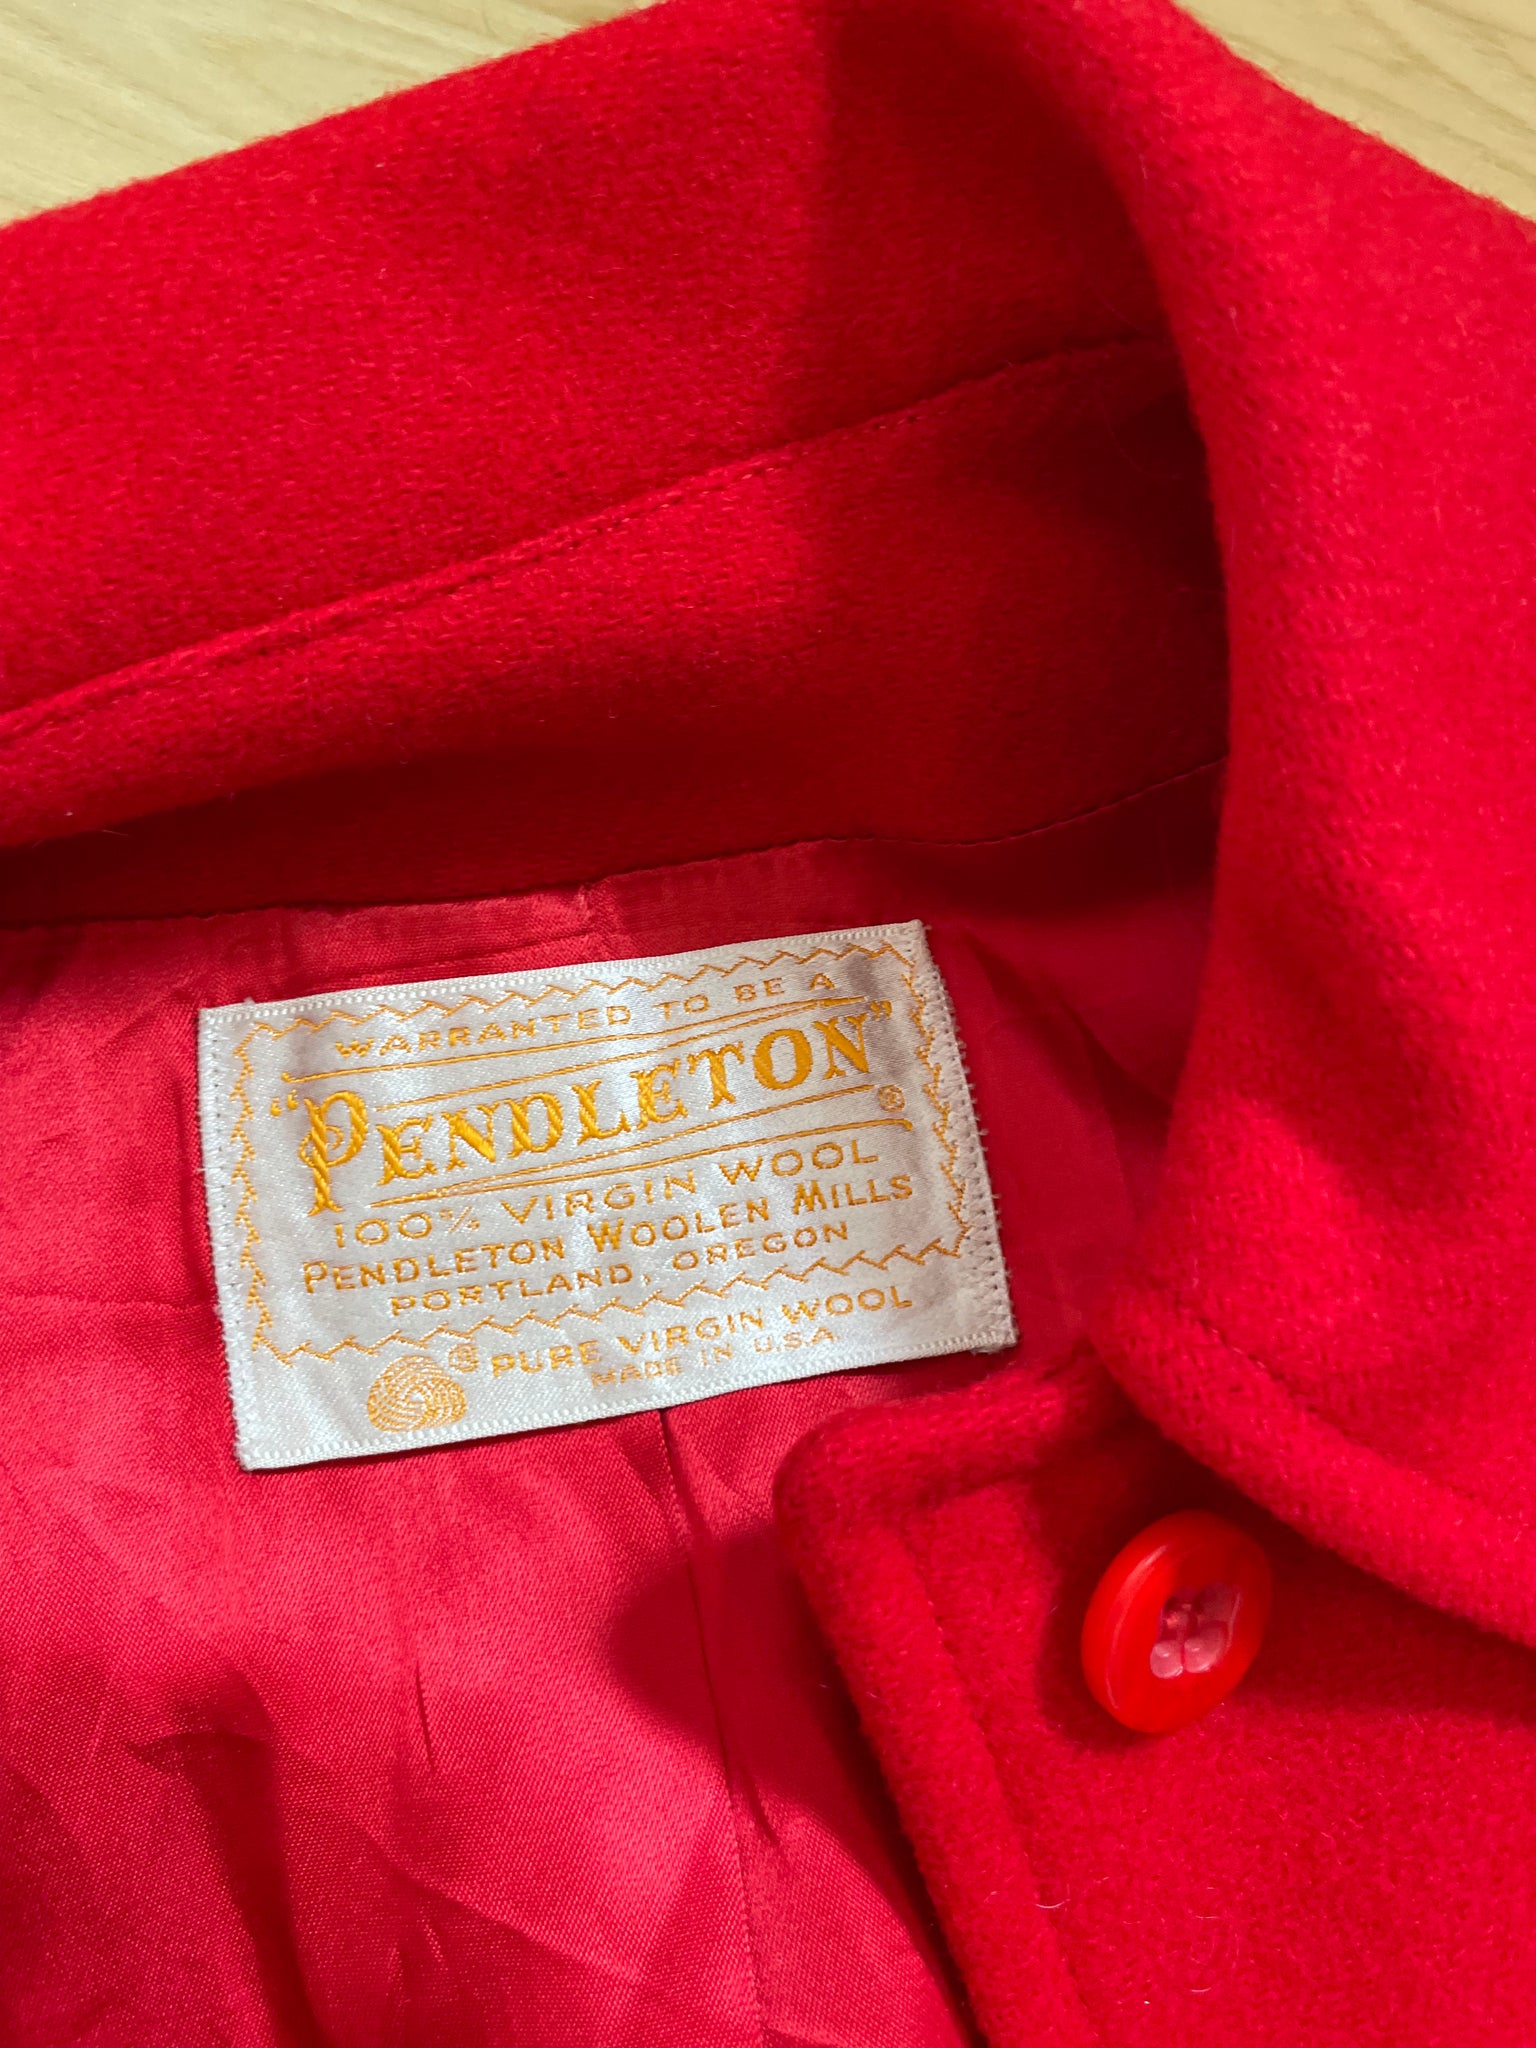 WARRANTED TO BE A
"PENDLETON"®
100% VIRGIN WOOL
PENDLETON WOOLEN MILLS
PORTLAND, OREGON
® PURE VIRGIN WOOL
MADE IN U.S.A.